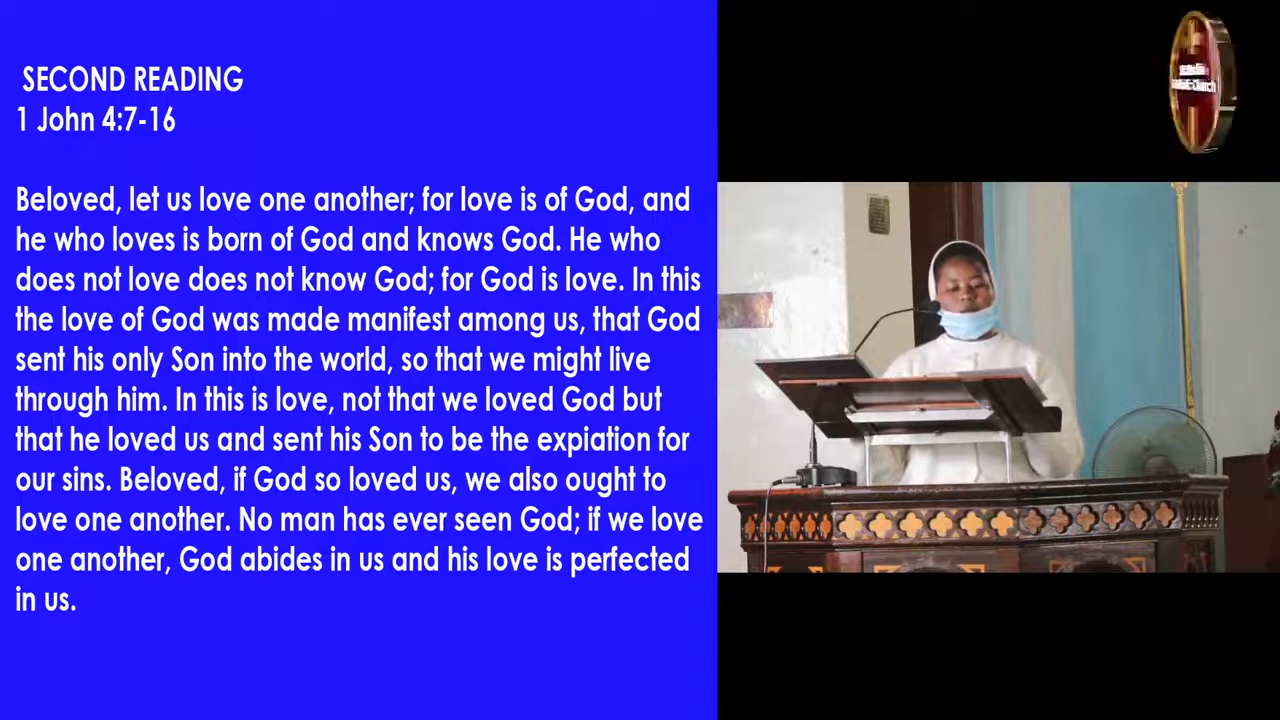 SECOND READING
1 John 4:7-16
Beloved, let us love one another; for love is of God, and
he who loves is born of God and knows God. He who
does not love does not know God; for God is love. In this
the love of God was made manifest among us, that God
sent his only Son into the world, so that we might live
through him. In this is love, not that we loved God but
that he loved us and sent his Son to be the expiation for
our sins. Beloved, if God so loved us, we also ought to
love one another. No man has ever seen God; if we love
one another, God abides in us and his love is perfected
in us.
Church